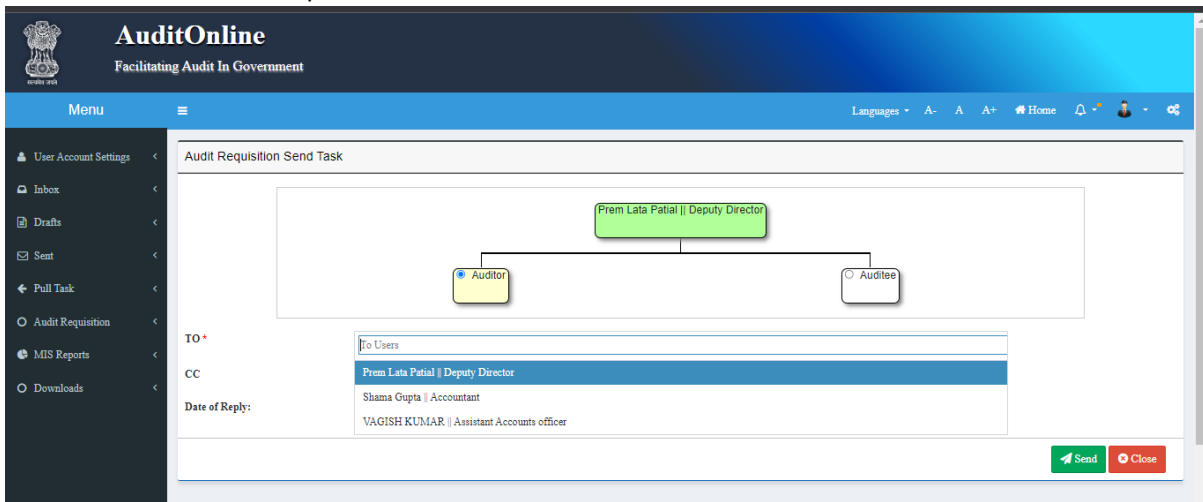 AuditOnline
Facilitating Audit In Government
Menu
Languages A- A A+ Home
User Account Settings
Inbox
Drafts
Sent
Pull Task
Audit Requisition
MIS Reports
Downloads
Audit Requisition Send Task
Prem Lata Patial || Deputy Director
Auditor Auditee
TO *
To Users
CC
Prem Lata Patial || Deputy Director
Shama Gupta || Accountant
Date of Reply:
VAGISH KUMAR || Assistant Accounts officer
Send Close